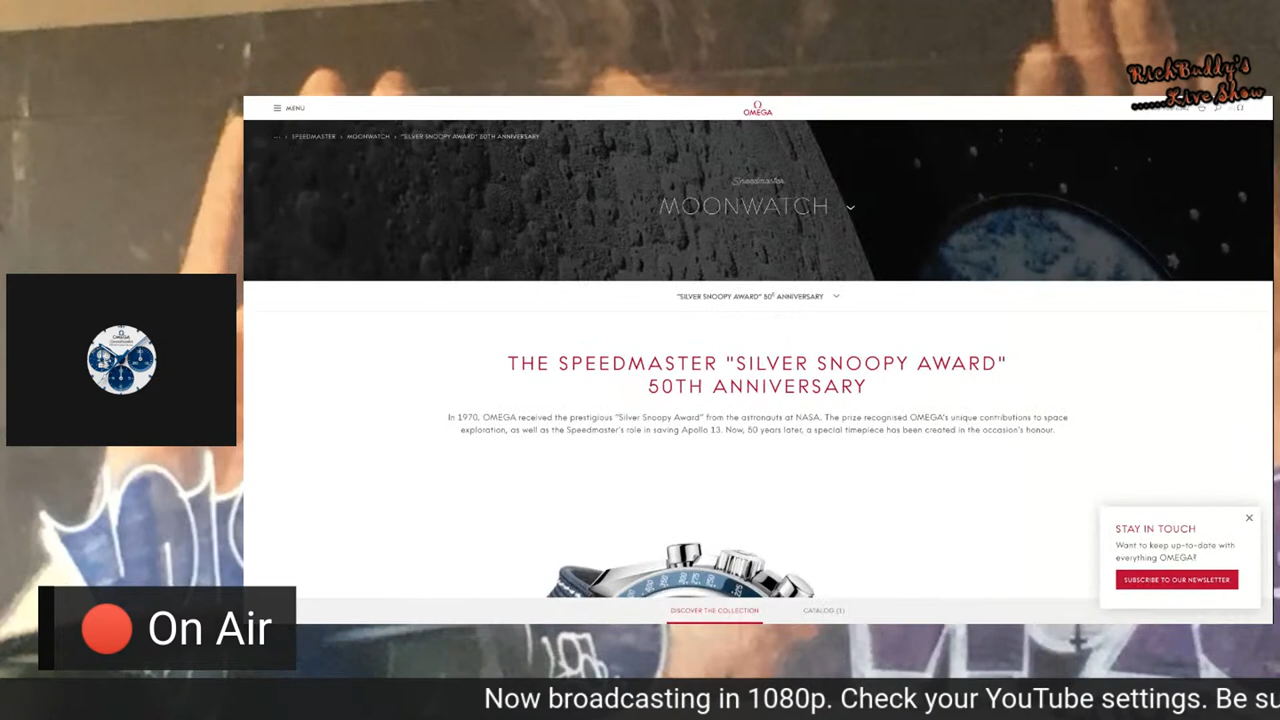 RichBuddy's
......Live Show
MENU
Ω
OMEGA
... › SPEEDMASTER › MOONWATCH › "SILVER SNOOPY AWARD" 50TH ANNIVERSARY
Speedmaster
MOONWATCH
"SILVER SNOOPY AWARD" 50E ANNIVERSARY
THE SPEEDMASTER "SILVER SNOOPY AWARD"
50TH ANNIVERSARY
In 1970, OMEGA received the prestigious "Silver Snoopy Award" from the astronauts at NASA. The prize recognised OMEGA's unique contributions to space
exploration, as well as the Speedmaster's role in saving Apollo 13. Now, 50 years later, a special timepiece has been created in the occasion's honour.
STAY IN TOUCH
Want to keep up-to-date with
everything OMEGA?
SUBSCRIBE TO OUR NEWSLETTER
DISCOVER THE COLLECTION
CATALOG (1)
On Air
Now broadcasting in 1080p. Check your YouTube settings. Be su